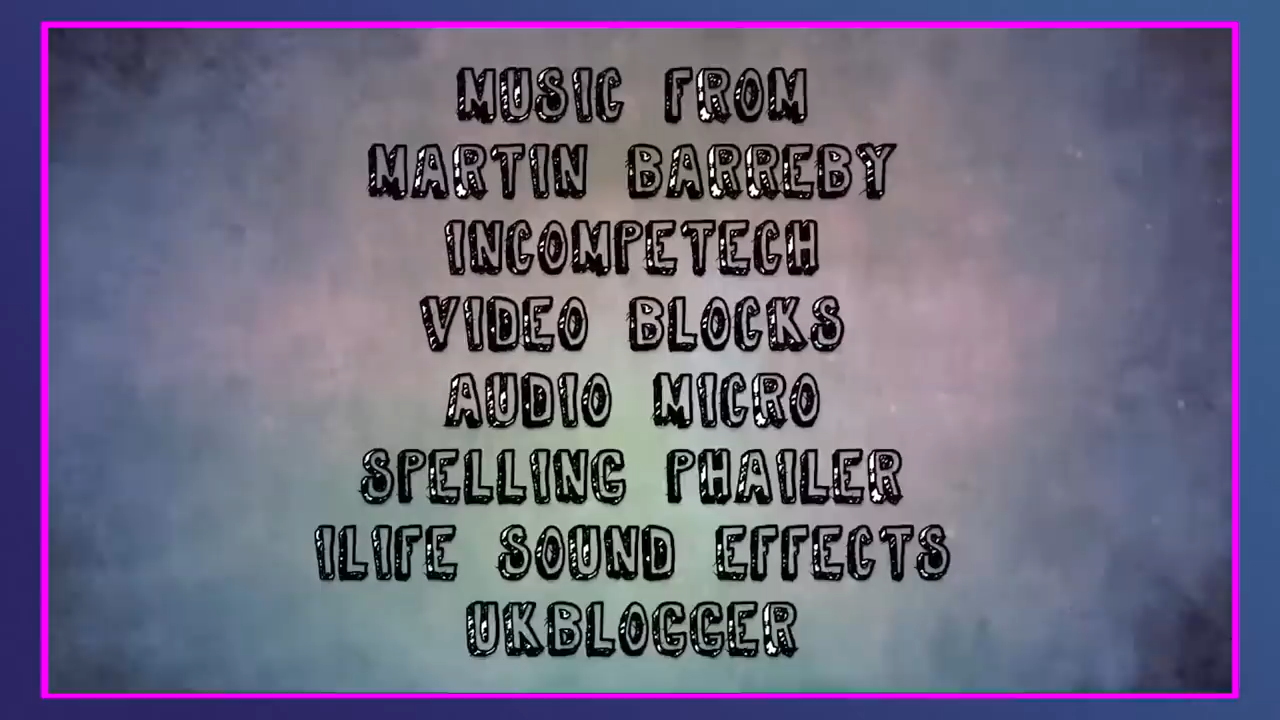 MUSIC FROM
MARTIN BARREBY
INCOMPETECH
VIDEO BLOCKS
AUDIO MICRO
SPELLING PHAILER
ILIFE SOUND EFFECTS
UKBLOGGER